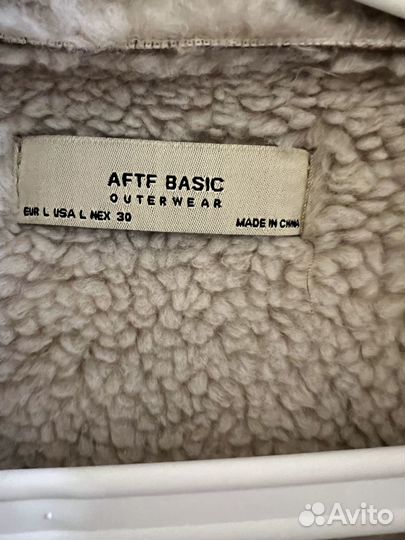 AFTF BASIC
OUTERWEAR
EUR L USA L MEX 30
MADE IN CHINA
Avito